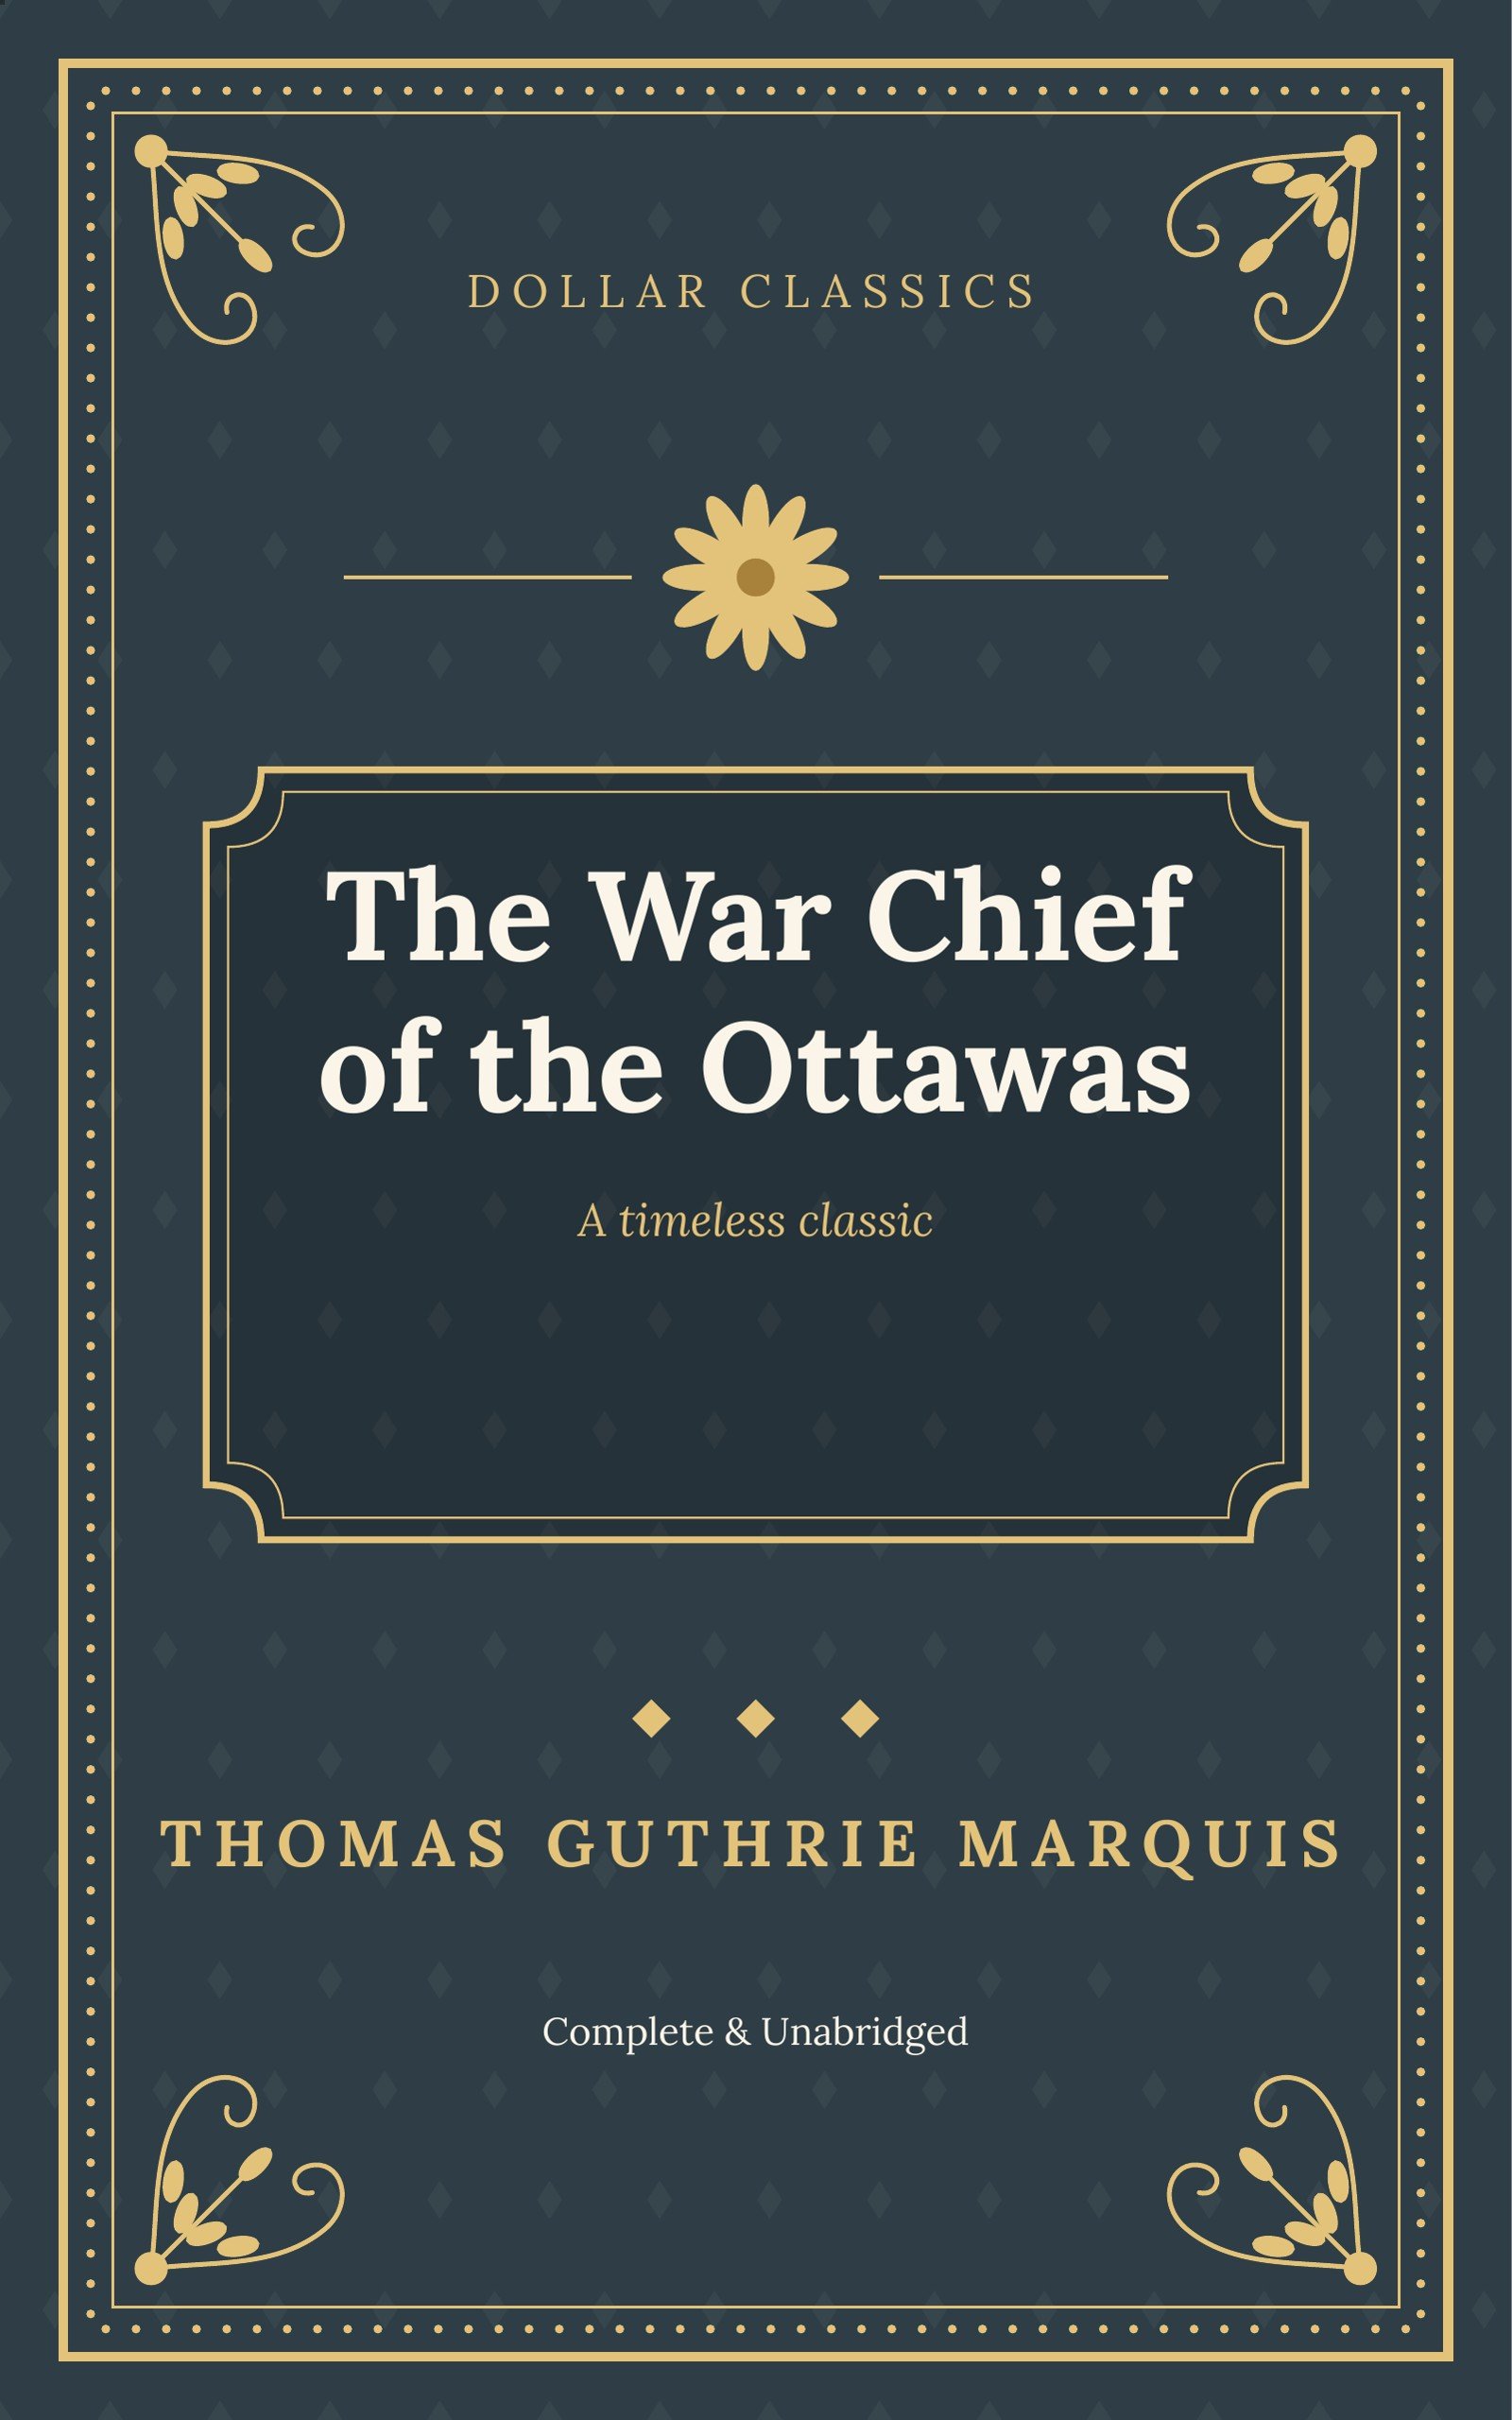 DOLLAR CLASSICS
The War Chief
of the Ottawas
A timeless classic
THOMAS GUTHRIE MARQUIS
Complete & Unabridged